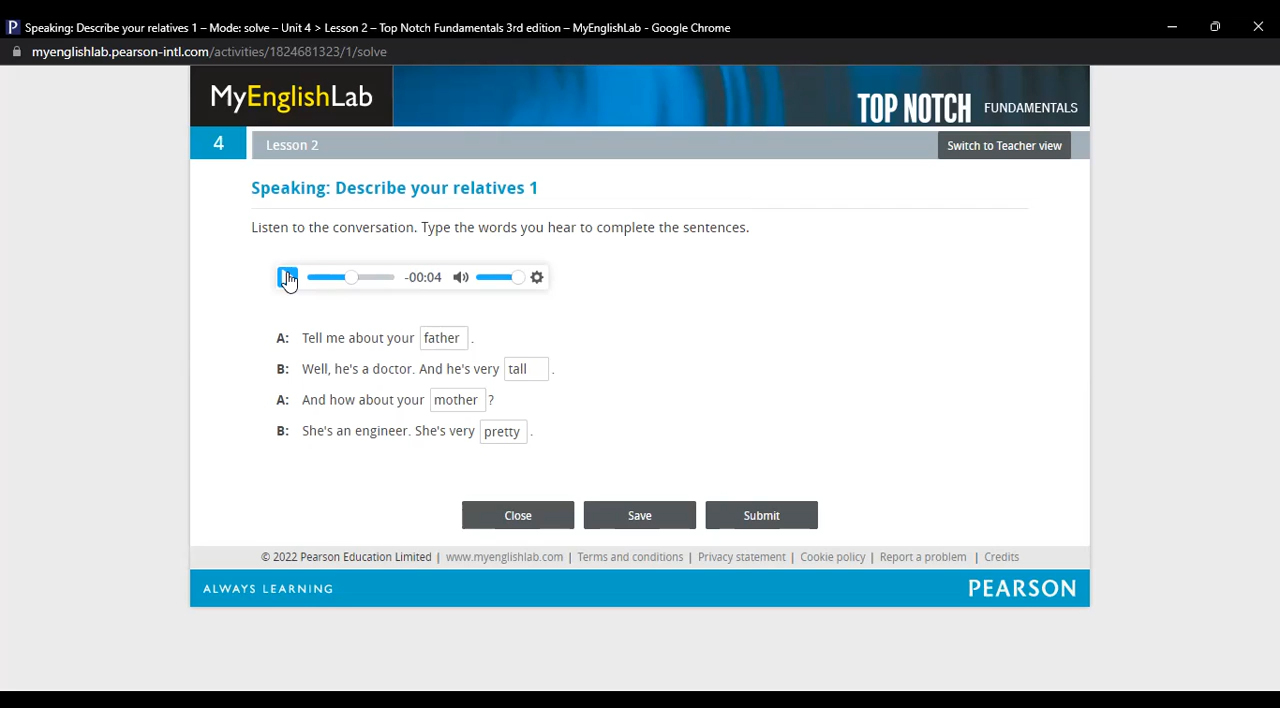 Speaking: Describe your relatives 1 – Mode: solve – Unit 4 > Lesson 2 – Top Notch Fundamentals 3rd edition – MyEnglishLab - Google Chrome
myenglishlab.pearson-intl.com/activities/1824681323/1/solve
MyEnglishLab TOP NOTCH FUNDAMENTALS
4 Lesson 2 Switch to Teacher view
Speaking: Describe your relatives 1
Listen to the conversation. Type the words you hear to complete the sentences.
-00:04
A: Tell me about your father .
B: Well, he's a doctor. And he's very tall .
A: And how about your mother ?
B: She's an engineer. She's very pretty .
Close Save Submit
© 2022 Pearson Education Limited | www.myenglishlab.com | Terms and conditions | Privacy statement | Cookie policy | Report a problem | Credits
ALWAYS LEARNING PEARSON